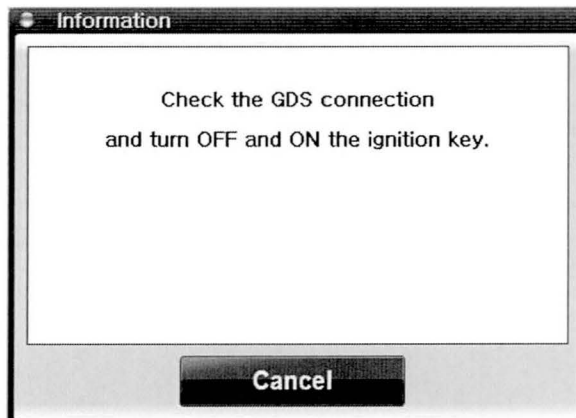 Information
Check the GDS connection
and turn OFF and ON the ignition key.
Cancel